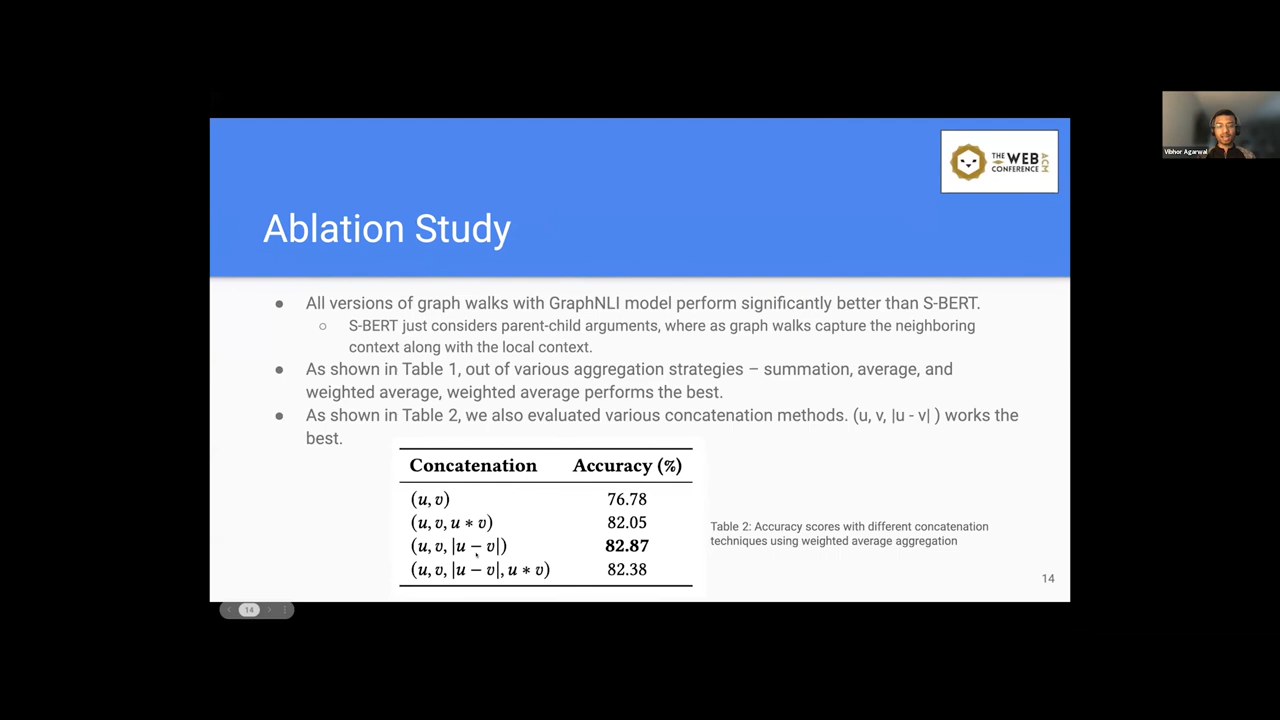 THE WEB CONFERENCE ACM
Vibhor Agarwal
Ablation Study
● All versions of graph walks with GraphNLI model perform significantly better than S-BERT.
○ S-BERT just considers parent-child arguments, where as graph walks capture the neighboring
context along with the local context.
● As shown in Table 1, out of various aggregation strategies – summation, average, and
weighted average, weighted average performs the best.
● As shown in Table 2, we also evaluated various concatenation methods. (u, v, |u - v| ) works the
best.
Concatenation Accuracy (%)
(u, v) 76.78
(u, v, u * v) 82.05
(u, v, |u − v|) 82.87
(u, v, |u − v|, u * v) 82.38
Table 2: Accuracy scores with different concatenation
techniques using weighted average aggregation
14
14